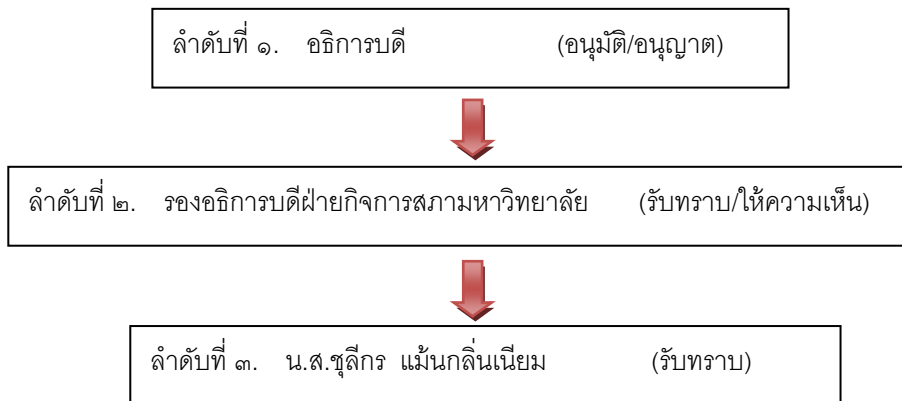 ลำดับที่ ๑. อธิการบดี (อนุมัติ/อนุญาต)
ลำดับที่ ๒. รองอธิการบดีฝ่ายกิจการสภามหาวิทยาลัย (รับทราบ/ให้ความเห็น)
ลำดับที่ ๓. น.ส.ชุลีกร แม้นกลิ่นเนียม (รับทราบ)